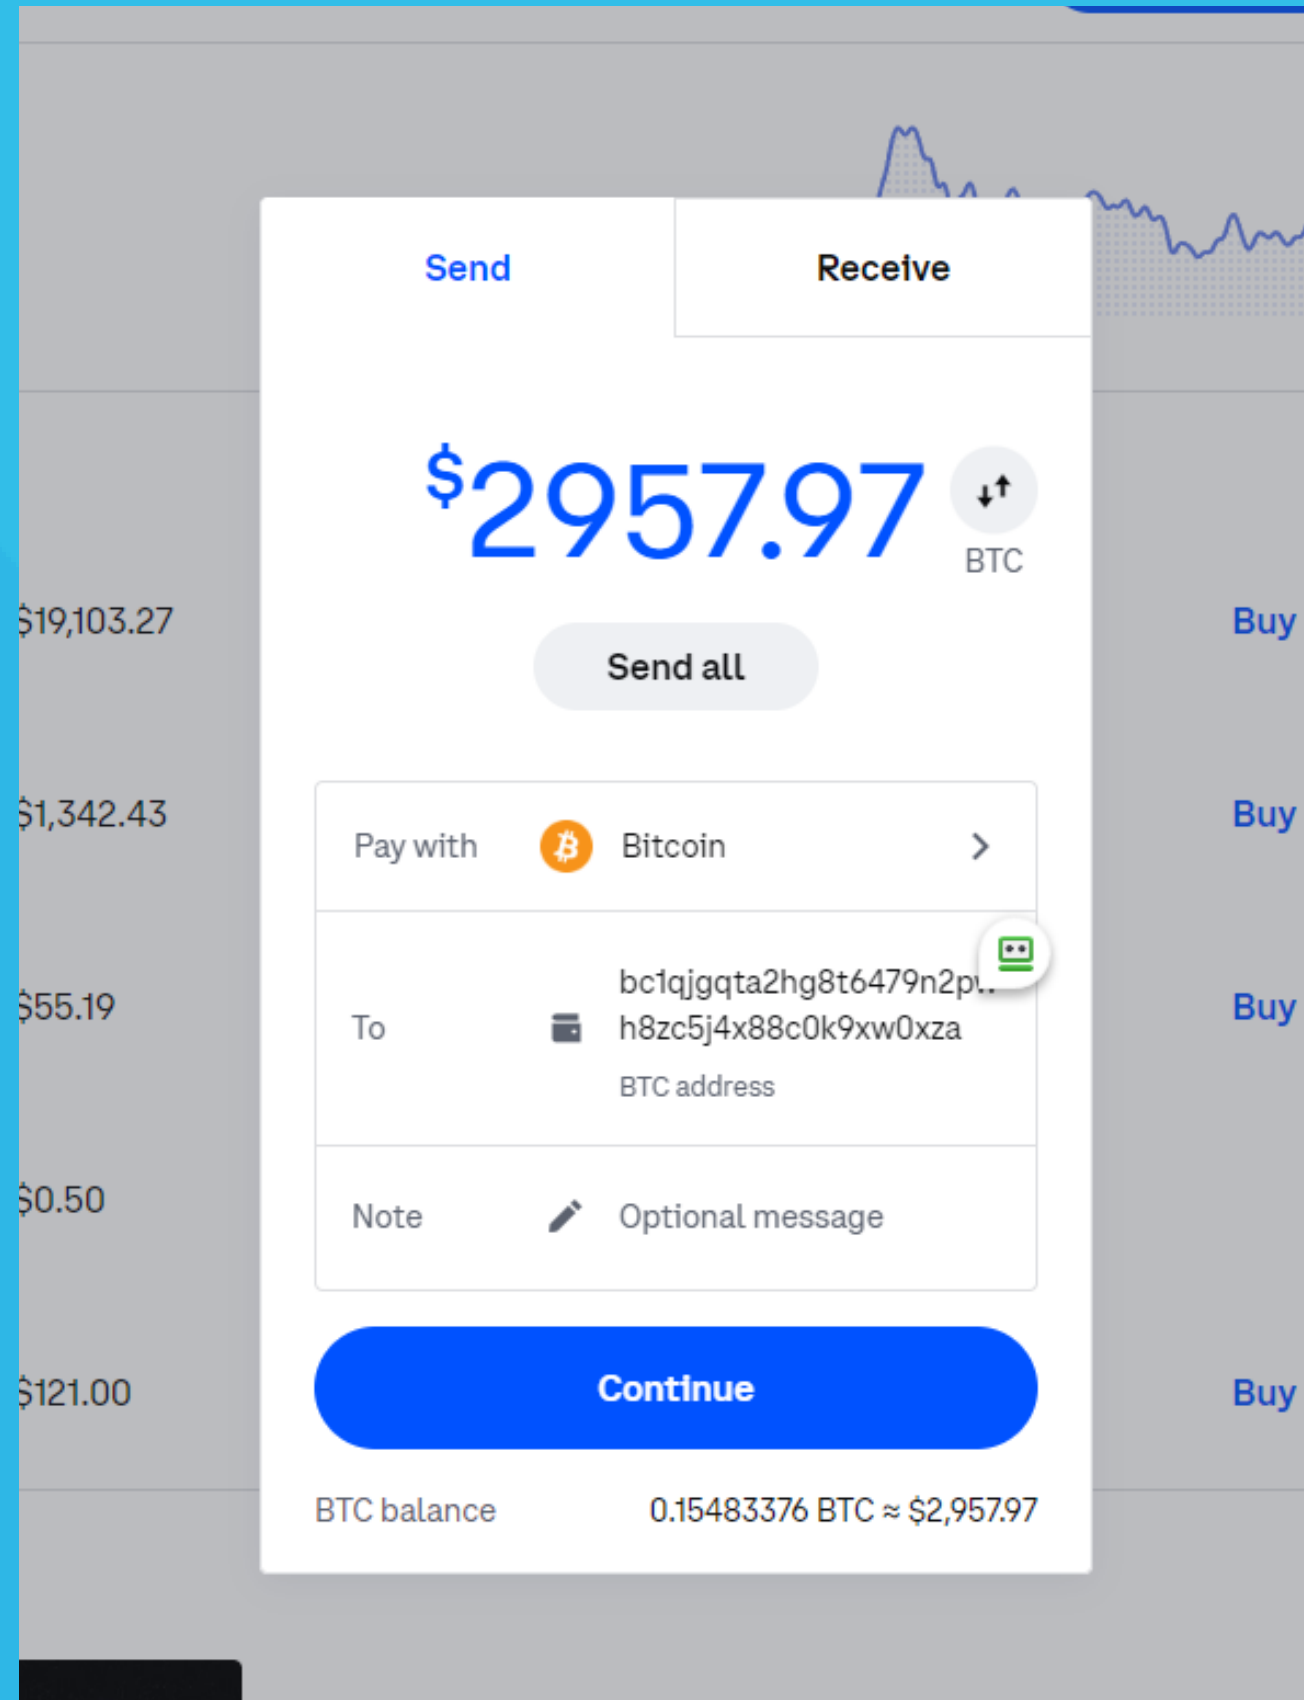 Send
Receive
$2957.97
BTC
Send all
$19,103.27
Buy
$1,342.43
Buy
$55.19
Buy
$0.50
$121.00
Buy
Pay with
Bitcoin
To
bc1qjgqta2hg8t6479n2pw
h8zc5j4x88c0k9xw0xza
BTC address
Note
Optional message
Continue
BTC balance
0.15483376 BTC ≈ $2,957.97